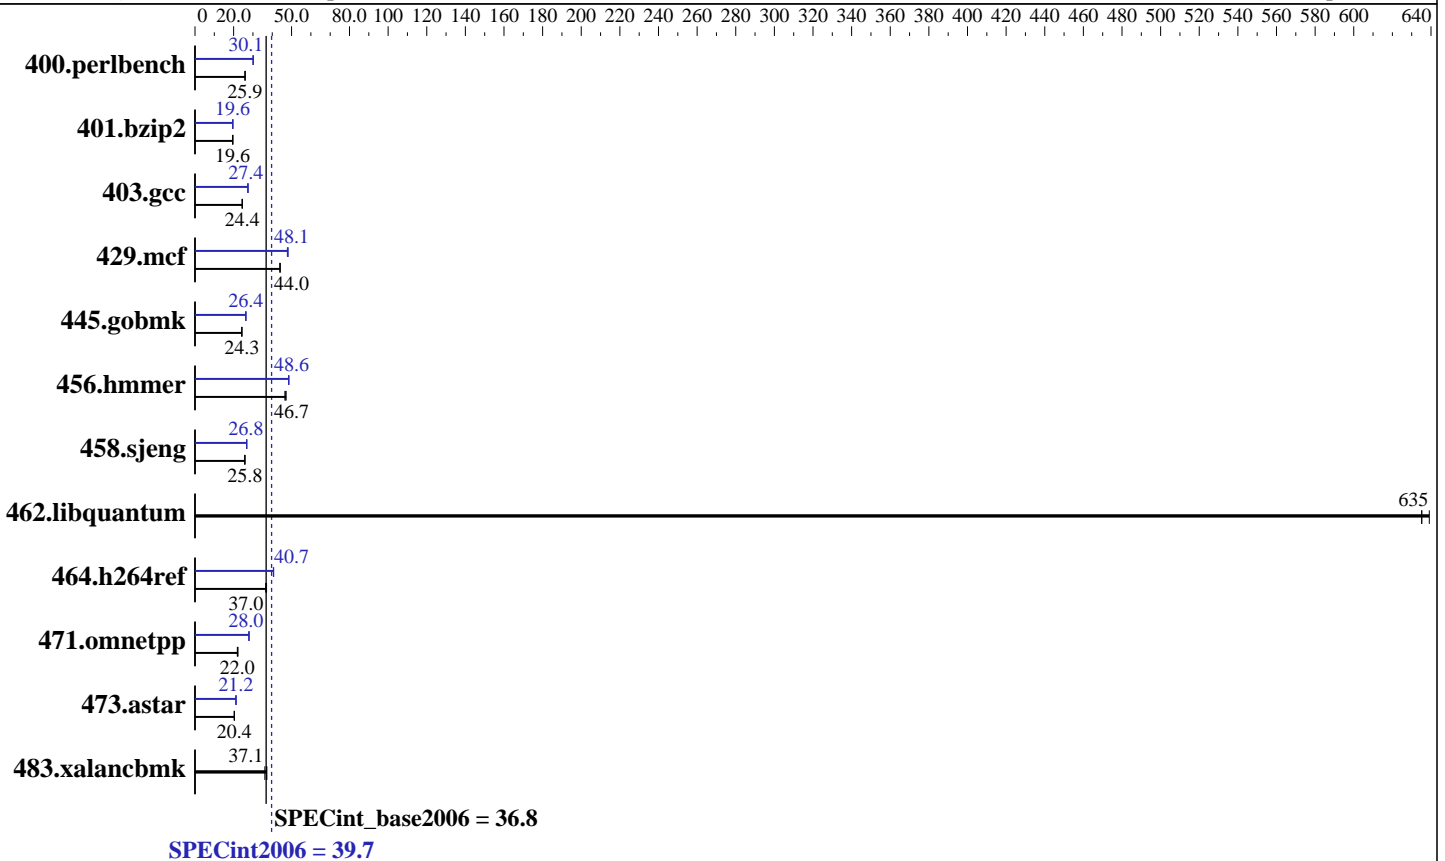 0 20.0 50.0 80.0 100 120 140 160 180 200 220 240 260 280 300 320 340 360 380 400 420 440 460 480 500 520 540 560 580 600 640
30.1
400.perlbench
25.9
19.6
401.bzip2
19.6
27.4
403.gcc
24.4
48.1
429.mcf
44.0
26.4
445.gobmk
24.3
48.6
456.hmmer
46.7
26.8
458.sjeng
25.8
635
462.libquantum
40.7
464.h264ref
37.0
28.0
471.omnetpp
22.0
21.2
473.astar
20.4
37.1
483.xalancbmk
SPECint_base2006 = 36.8
SPECint2006 = 39.7